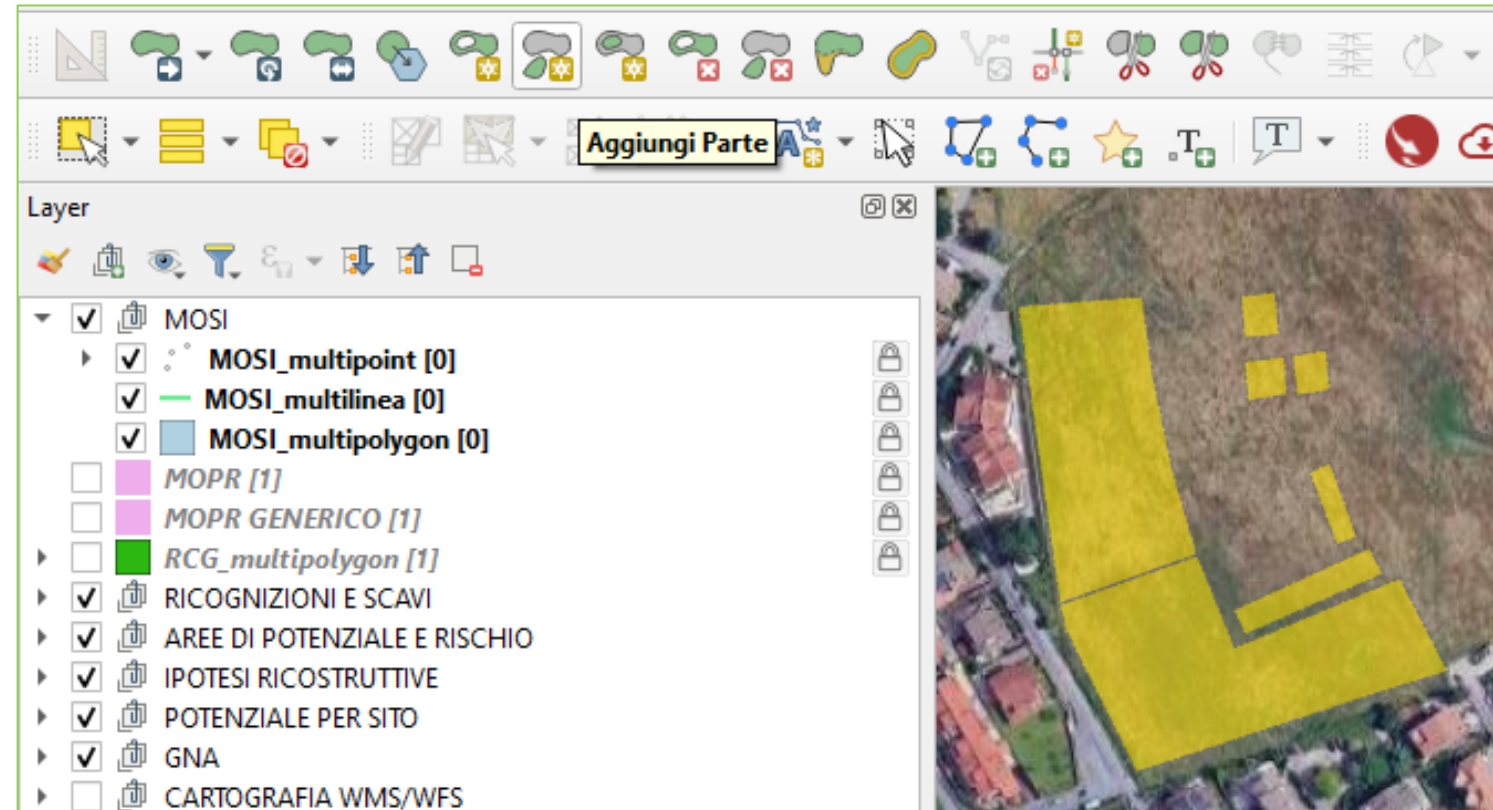 Aggiungi Parte
Layer
MOSI
MOSI_multipoint [0]
MOSI_multilinea [0]
MOSI_multipolygon [0]
MOPR [1]
MOPR GENERICO [1]
RCG_multipolygon [1]
RICOGNIZIONI E SCAVI
AREE DI POTENZIALE E RISCHIO
IPOTESI RICOSTRUTTIVE
POTENZIALE PER SITO
GNA
CARTOGRAFIA WMS/WFS